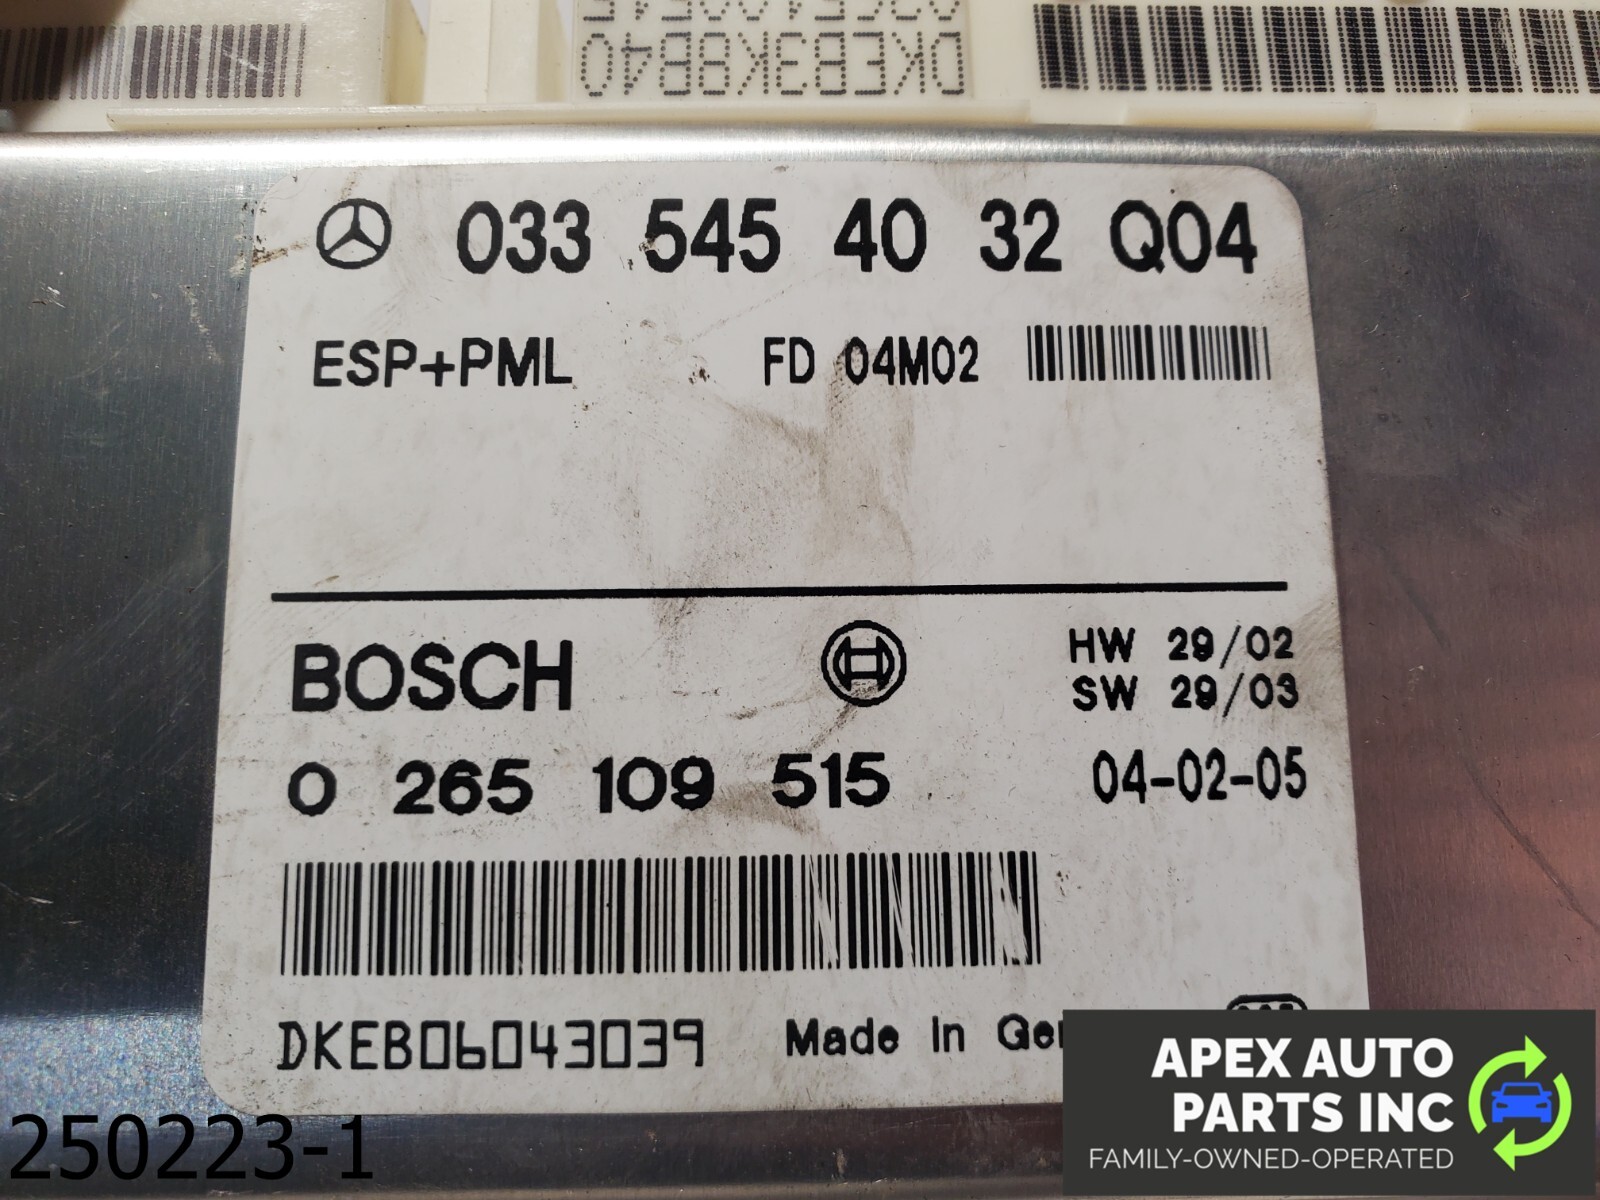 DKEB3K8B40
033 545 40 32 Q04
ESP+PML FD 04M02
BOSCH HW 29/02
SW 29/03
0 265 109 515 04-02-05
DKEB06043039 Made in Ger
250223-1
APEX AUTO
PARTS INC
FAMILY-OWNED-OPERATED